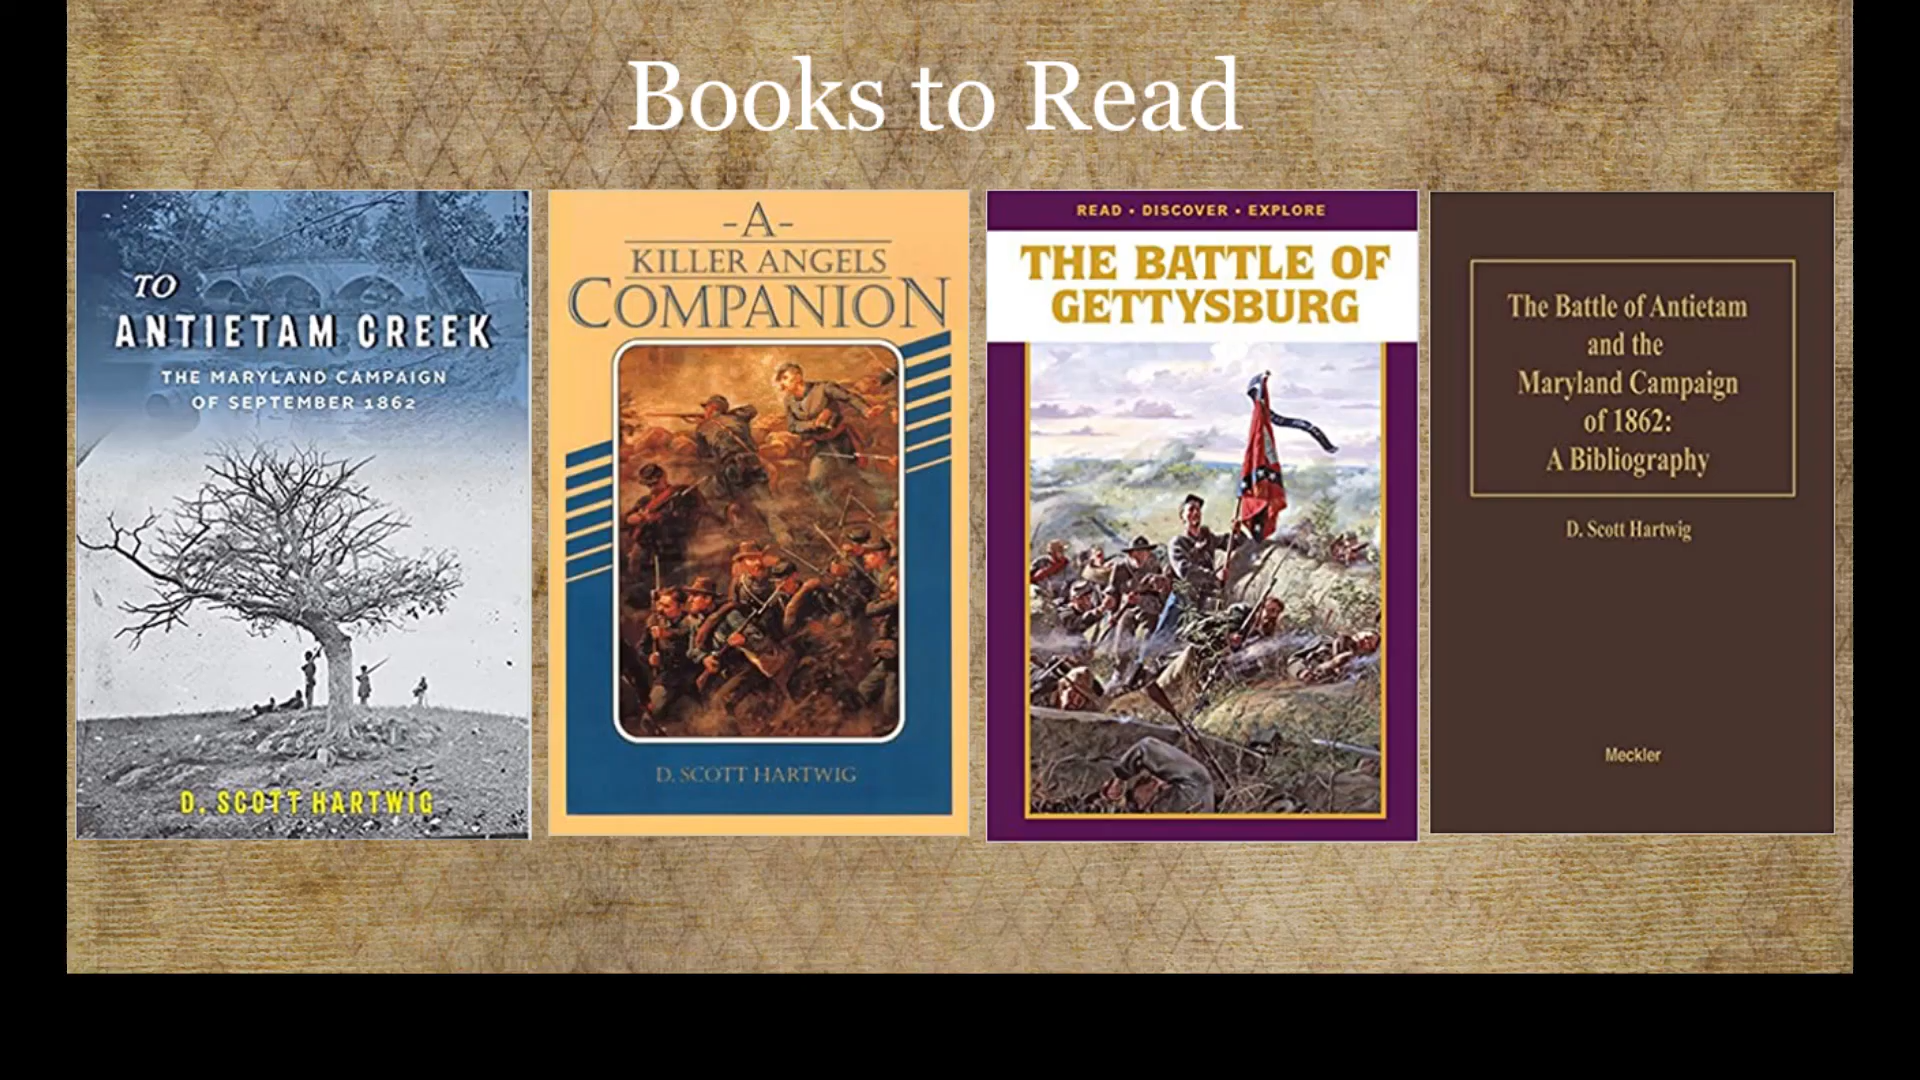 Books to Read
TO
ANTIETAM CREEK
THE MARYLAND CAMPAIGN
OF SEPTEMBER 1862
D. SCOTT HARTWIG
-A-
KILLER ANGELS
COMPANION
D. SCOTT HARTWIG
READ • DISCOVER • EXPLORE
THE BATTLE OF
GETTYSBURG
The Battle of Antietam
and the
Maryland Campaign
of 1862:
A Bibliography
D. Scott Hartwig
Meckler